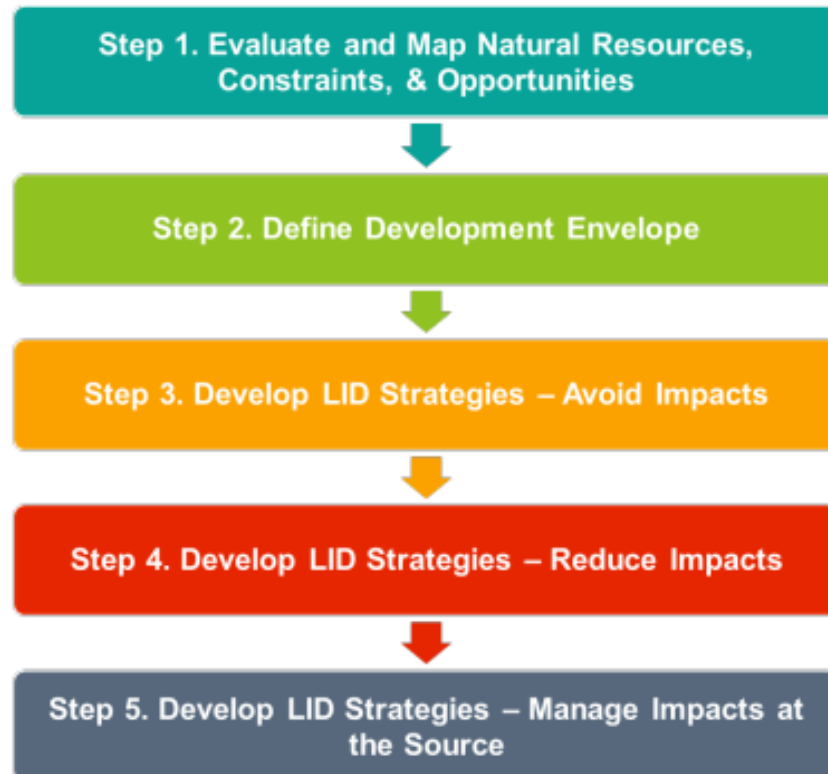 Step 1. Evaluate and Map Natural Resources,
Constraints, & Opportunities
Step 2. Define Development Envelope
Step 3. Develop LID Strategies – Avoid Impacts
Step 4. Develop LID Strategies – Reduce Impacts
Step 5. Develop LID Strategies – Manage Impacts at
the Source